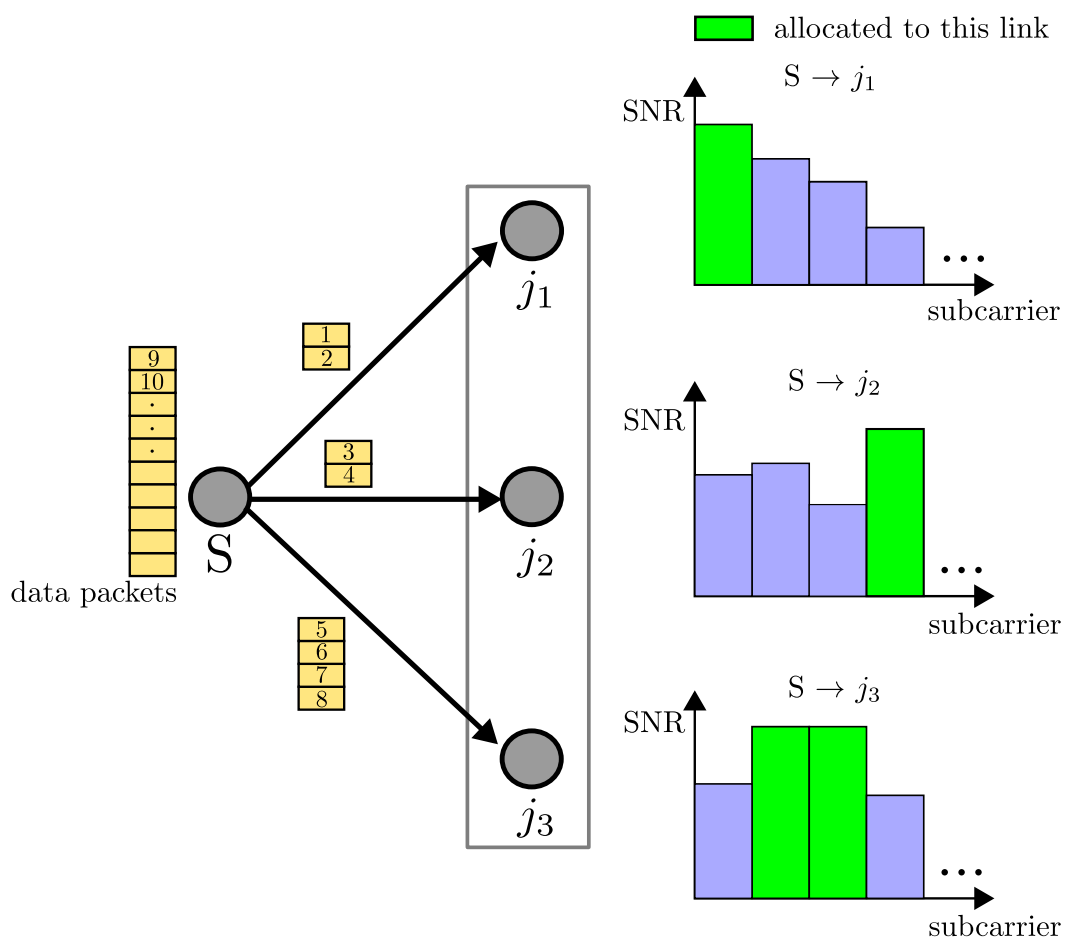 allocated to this link
S → j₁
SNR
subcarrier
...
S → j₂
SNR
subcarrier
...
S → j₃
SNR
subcarrier
...
9
10
.
.
.
data packets
S
1
2
3
4
5
6
7
8
j₁
j₂
j₃